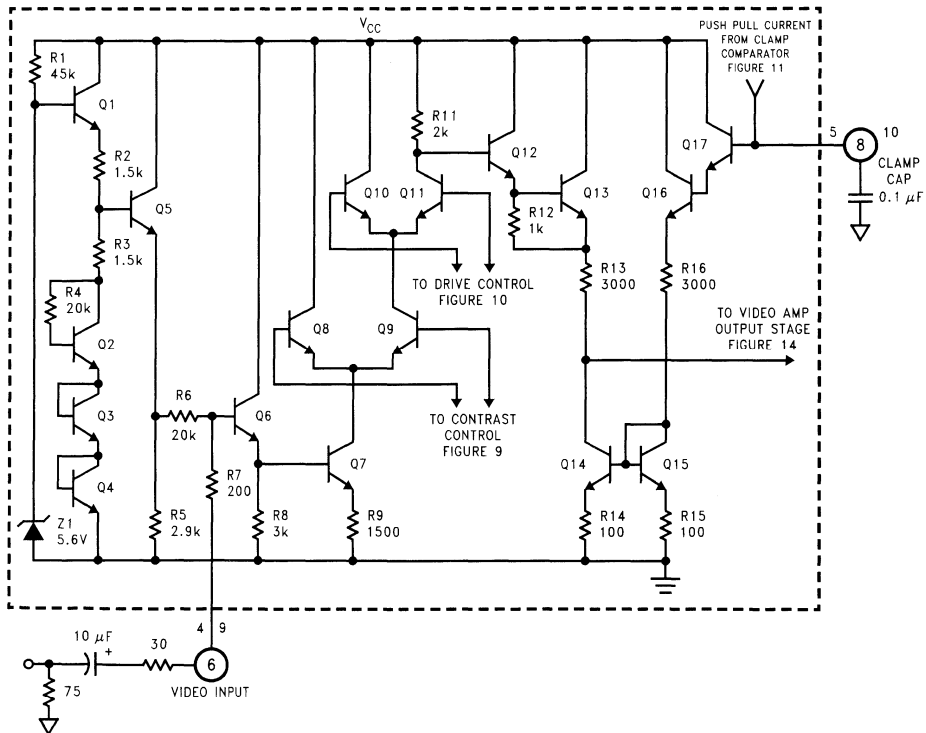 VCC
PUSH PULL CURRENT
FROM CLAMP
COMPARATOR
FIGURE 11
R1
45k
Q1
R2
1.5k
Q5
R3
1.5k
R4
20k
Q2
Q3
Q4
Z1
5.6V
R5
2.9k
R6
20k
R7
200
Q6
R8
3k
Q7
R9
1500
Q8
Q9
TO CONTRAST
CONTROL
FIGURE 9
Q10
Q11
TO DRIVE CONTROL
FIGURE 10
R11
2k
Q12
R12
1k
Q13
R13
3000
Q16
Q17
R16
3000
TO VIDEO AMP
OUTPUT STAGE
FIGURE 14
Q14
Q15
R14
100
R15
100
5
8
10
CLAMP
CAP
0.1 µF
4 9
6
VIDEO INPUT
10 µF
+
30
75